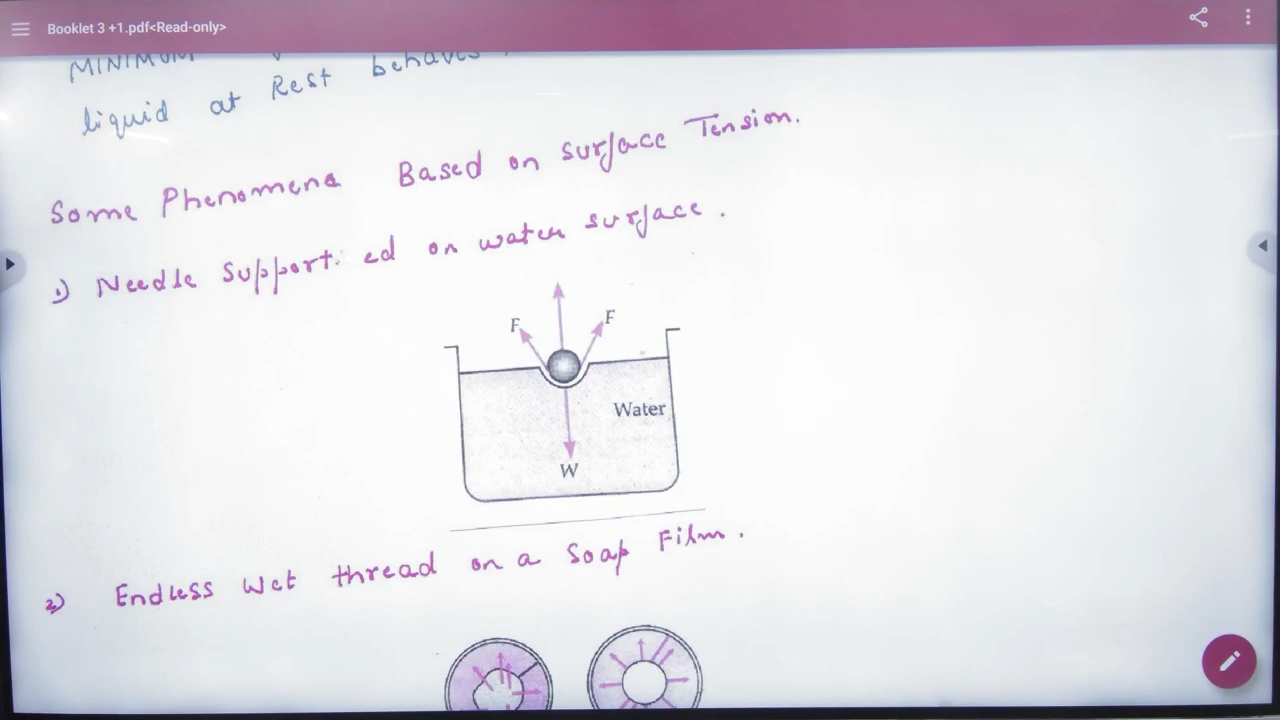 Booklet 3 +1.pdf<Read-only>
MINIMUM
liquid at Rest behaves
Some Phenomena Based on surface Tension.
1) Needle Supported on water surface.
F F
Water
W
2) Endless Wet thread on a Soap Film.